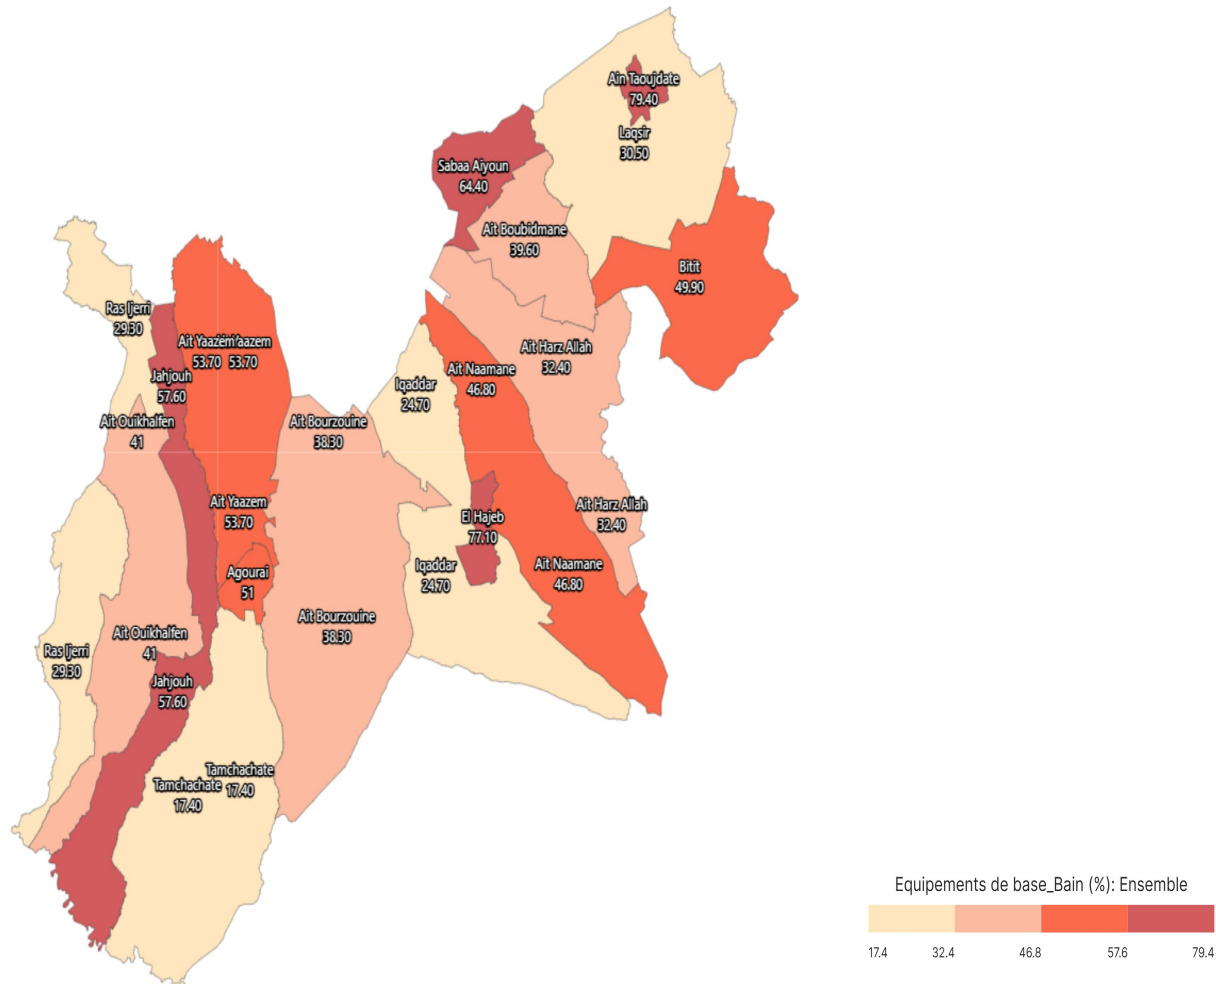 Ain Taoujdate
79.40
Laqsir
30.50
Sabaa Aiyoun
64.40
Ait Boubidmane
39.60
Bitit
49.90
Ras Ijerri
29.30
Ait Yaazem
53.70 53.70
Ait Harz Allah
32.40
Ait Naamane
46.80
Jahjouh
57.60
Iqaddar
24.70
Ait Ouikhalfen
41
Ait Bourzouine
38.30
Ait Yaazem
53.70
Ait Harz Allah
32.40
El Hajeb
77.10
Agourai
51
Iqaddar
24.70
Ait Naamane
46.80
Ait Bourzouine
38.30
Ait Ouikhalfen
41
Ras Ijerri
29.30
Jahjouh
57.60
Tamchachate
17.40
Tamchachate
17.40
Equipements de base_Bain (%): Ensemble
17.4 32.4 46.8 57.6 79.4